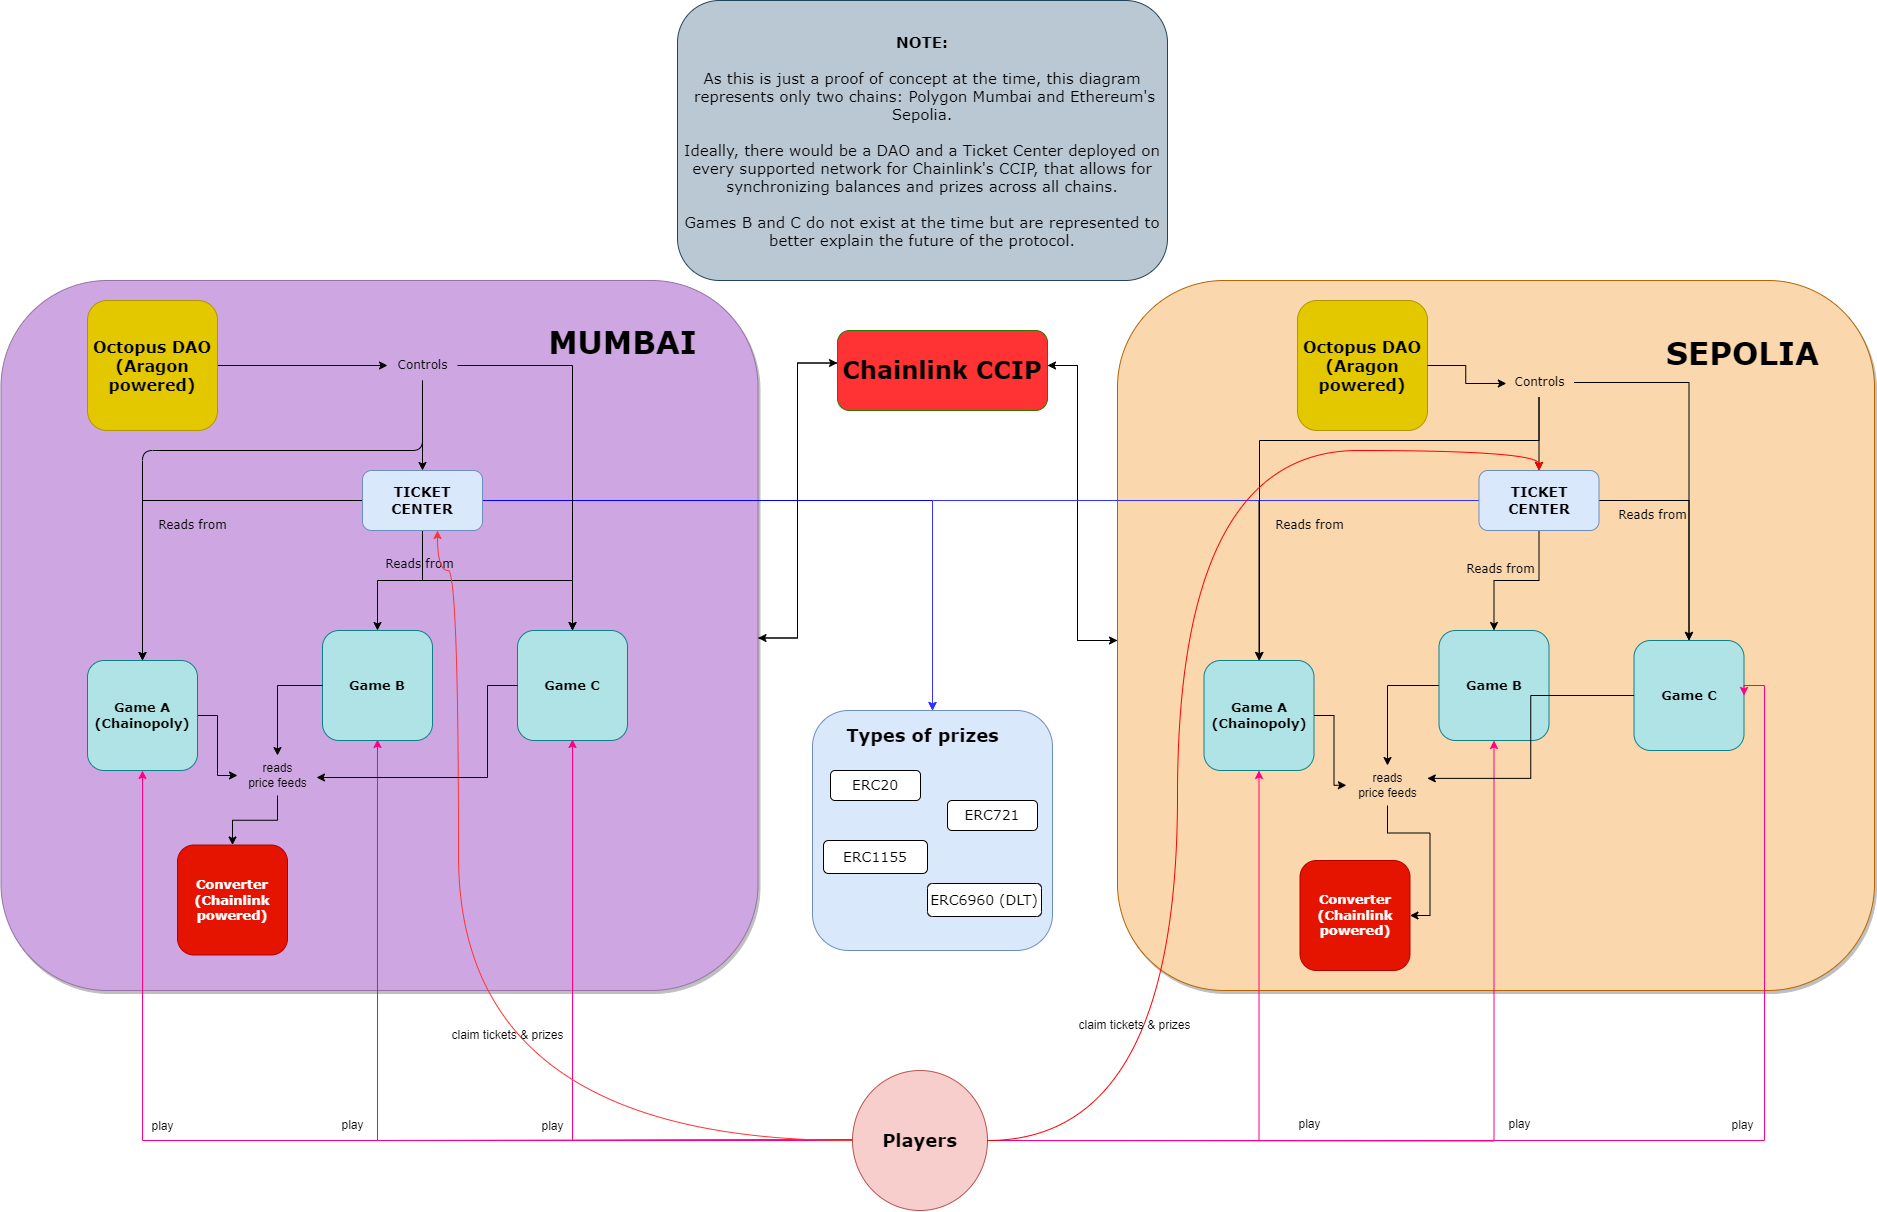 NOTE:
As this is just a proof of concept at the time, this diagram
represents only two chains: Polygon Mumbai and Ethereum's
Sepolia.
Ideally, there would be a DAO and a Ticket Center deployed on
every supported network for Chainlink's CCIP, that allows for
synchronizing balances and prizes across all chains.
Games B and C do not exist at the time but are represented to
better explain the future of the protocol.
MUMBAI
Octopus DAO
(Aragon
powered)
Controls
TICKET
CENTER
Reads from
Reads from
Game A
(Chainopoly)
Game B
Game C
reads
price feeds
Converter
(Chainlink
powered)
Chainlink CCIP
Types of prizes
ERC20
ERC721
ERC1155
ERC6960 (DLT)
SEPOLIA
Octopus DAO
(Aragon
powered)
Controls
TICKET
CENTER
Reads from
Reads from
Reads from
Game A
(Chainopoly)
Game B
Game C
reads
price feeds
Converter
(Chainlink
powered)
claim tickets & prizes
claim tickets & prizes
play
play
play
Players
play
play
play